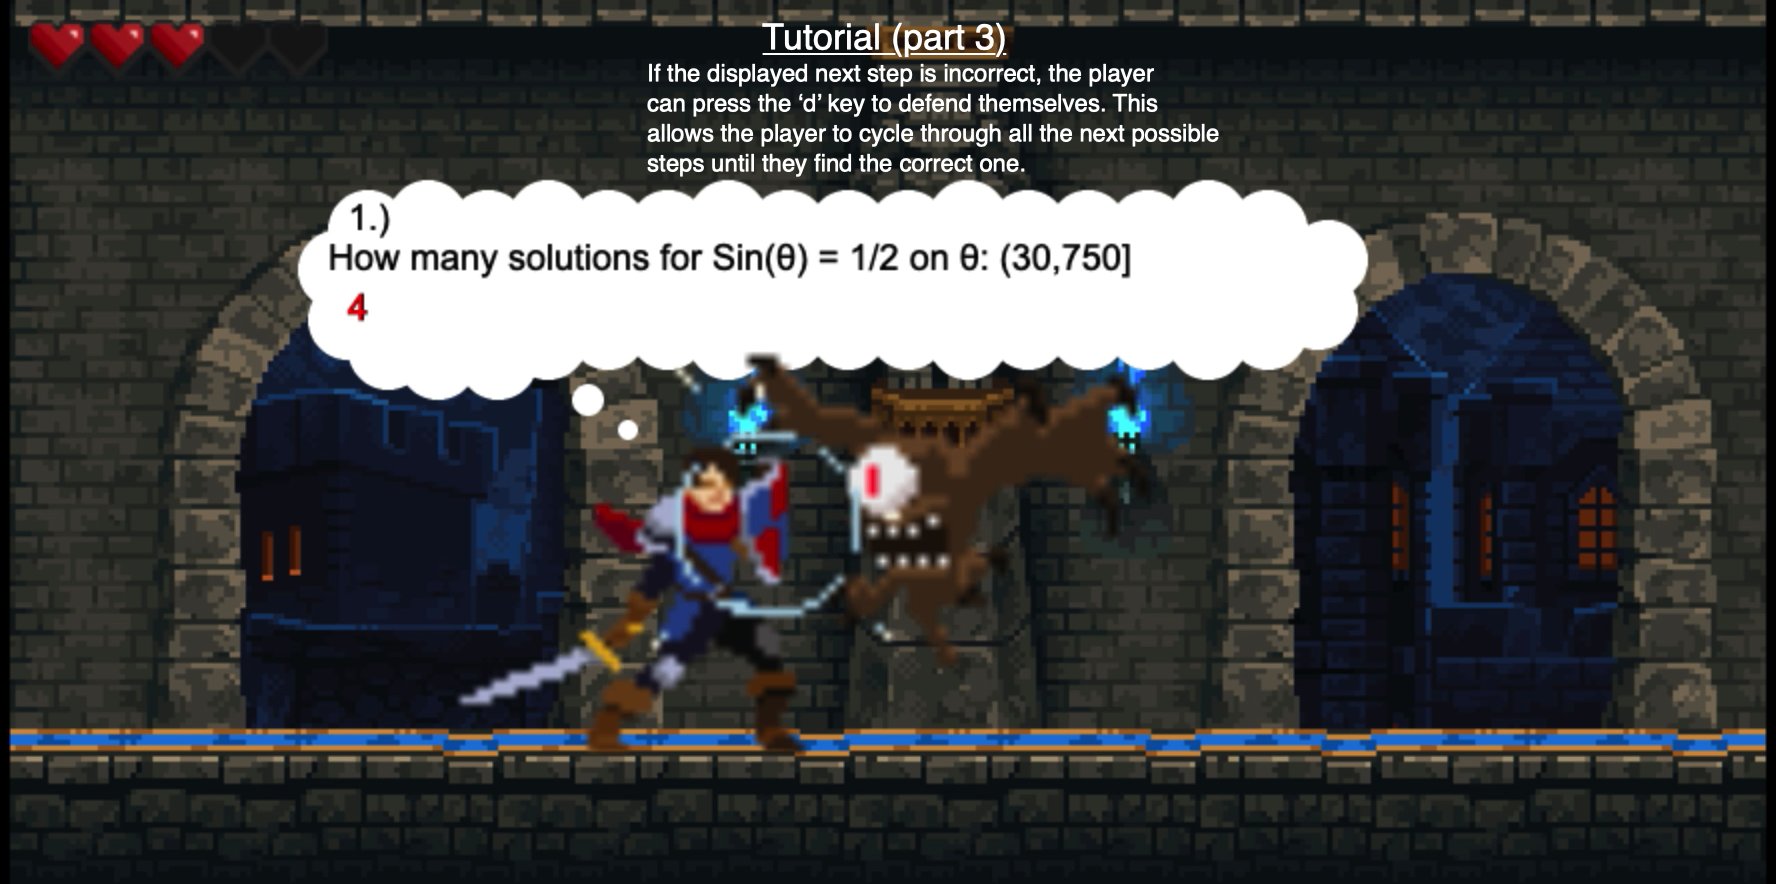 Tutorial (part 3)
If the displayed next step is incorrect, the player
can press the ‘d’ key to defend themselves. This
allows the player to cycle through all the next possible
steps until they find the correct one.
1.)
How many solutions for Sin(θ) = 1/2 on θ: (30,750]
4